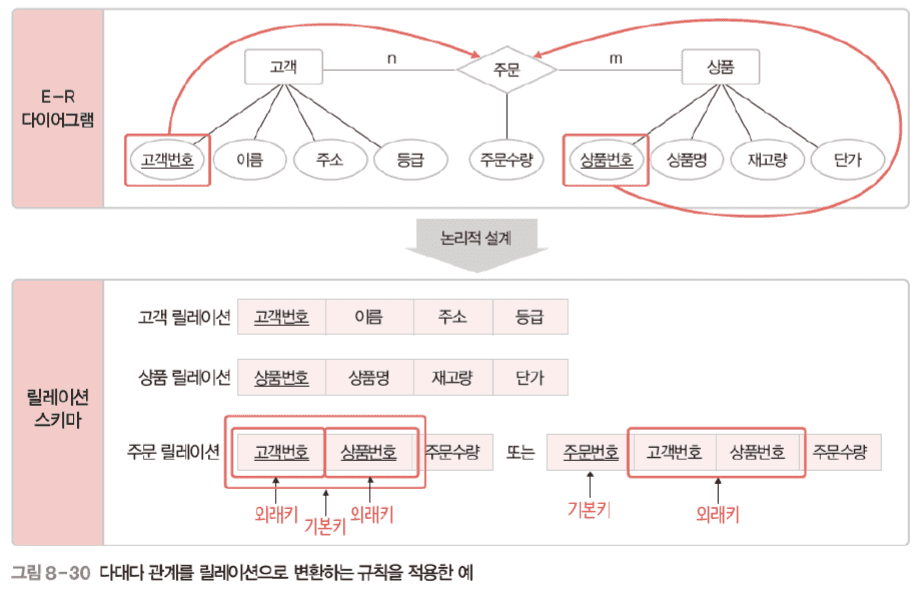 E-R
다이어그램
고객 n 주문 m 상품
고객번호 이름 주소 등급 주문수량 상품번호 상품명 재고량 단가
논리적 설계
릴레이션
스키마
고객 릴레이션 고객번호 이름 주소 등급
상품 릴레이션 상품번호 상품명 재고량 단가
주문 릴레이션 고객번호 상품번호 주문수량 또는 주문번호 고객번호 상품번호 주문수량
외래키 기본키 외래키 기본키 외래키
그림 8-30 다대다 관계를 릴레이션으로 변환하는 규칙을 적용한 예